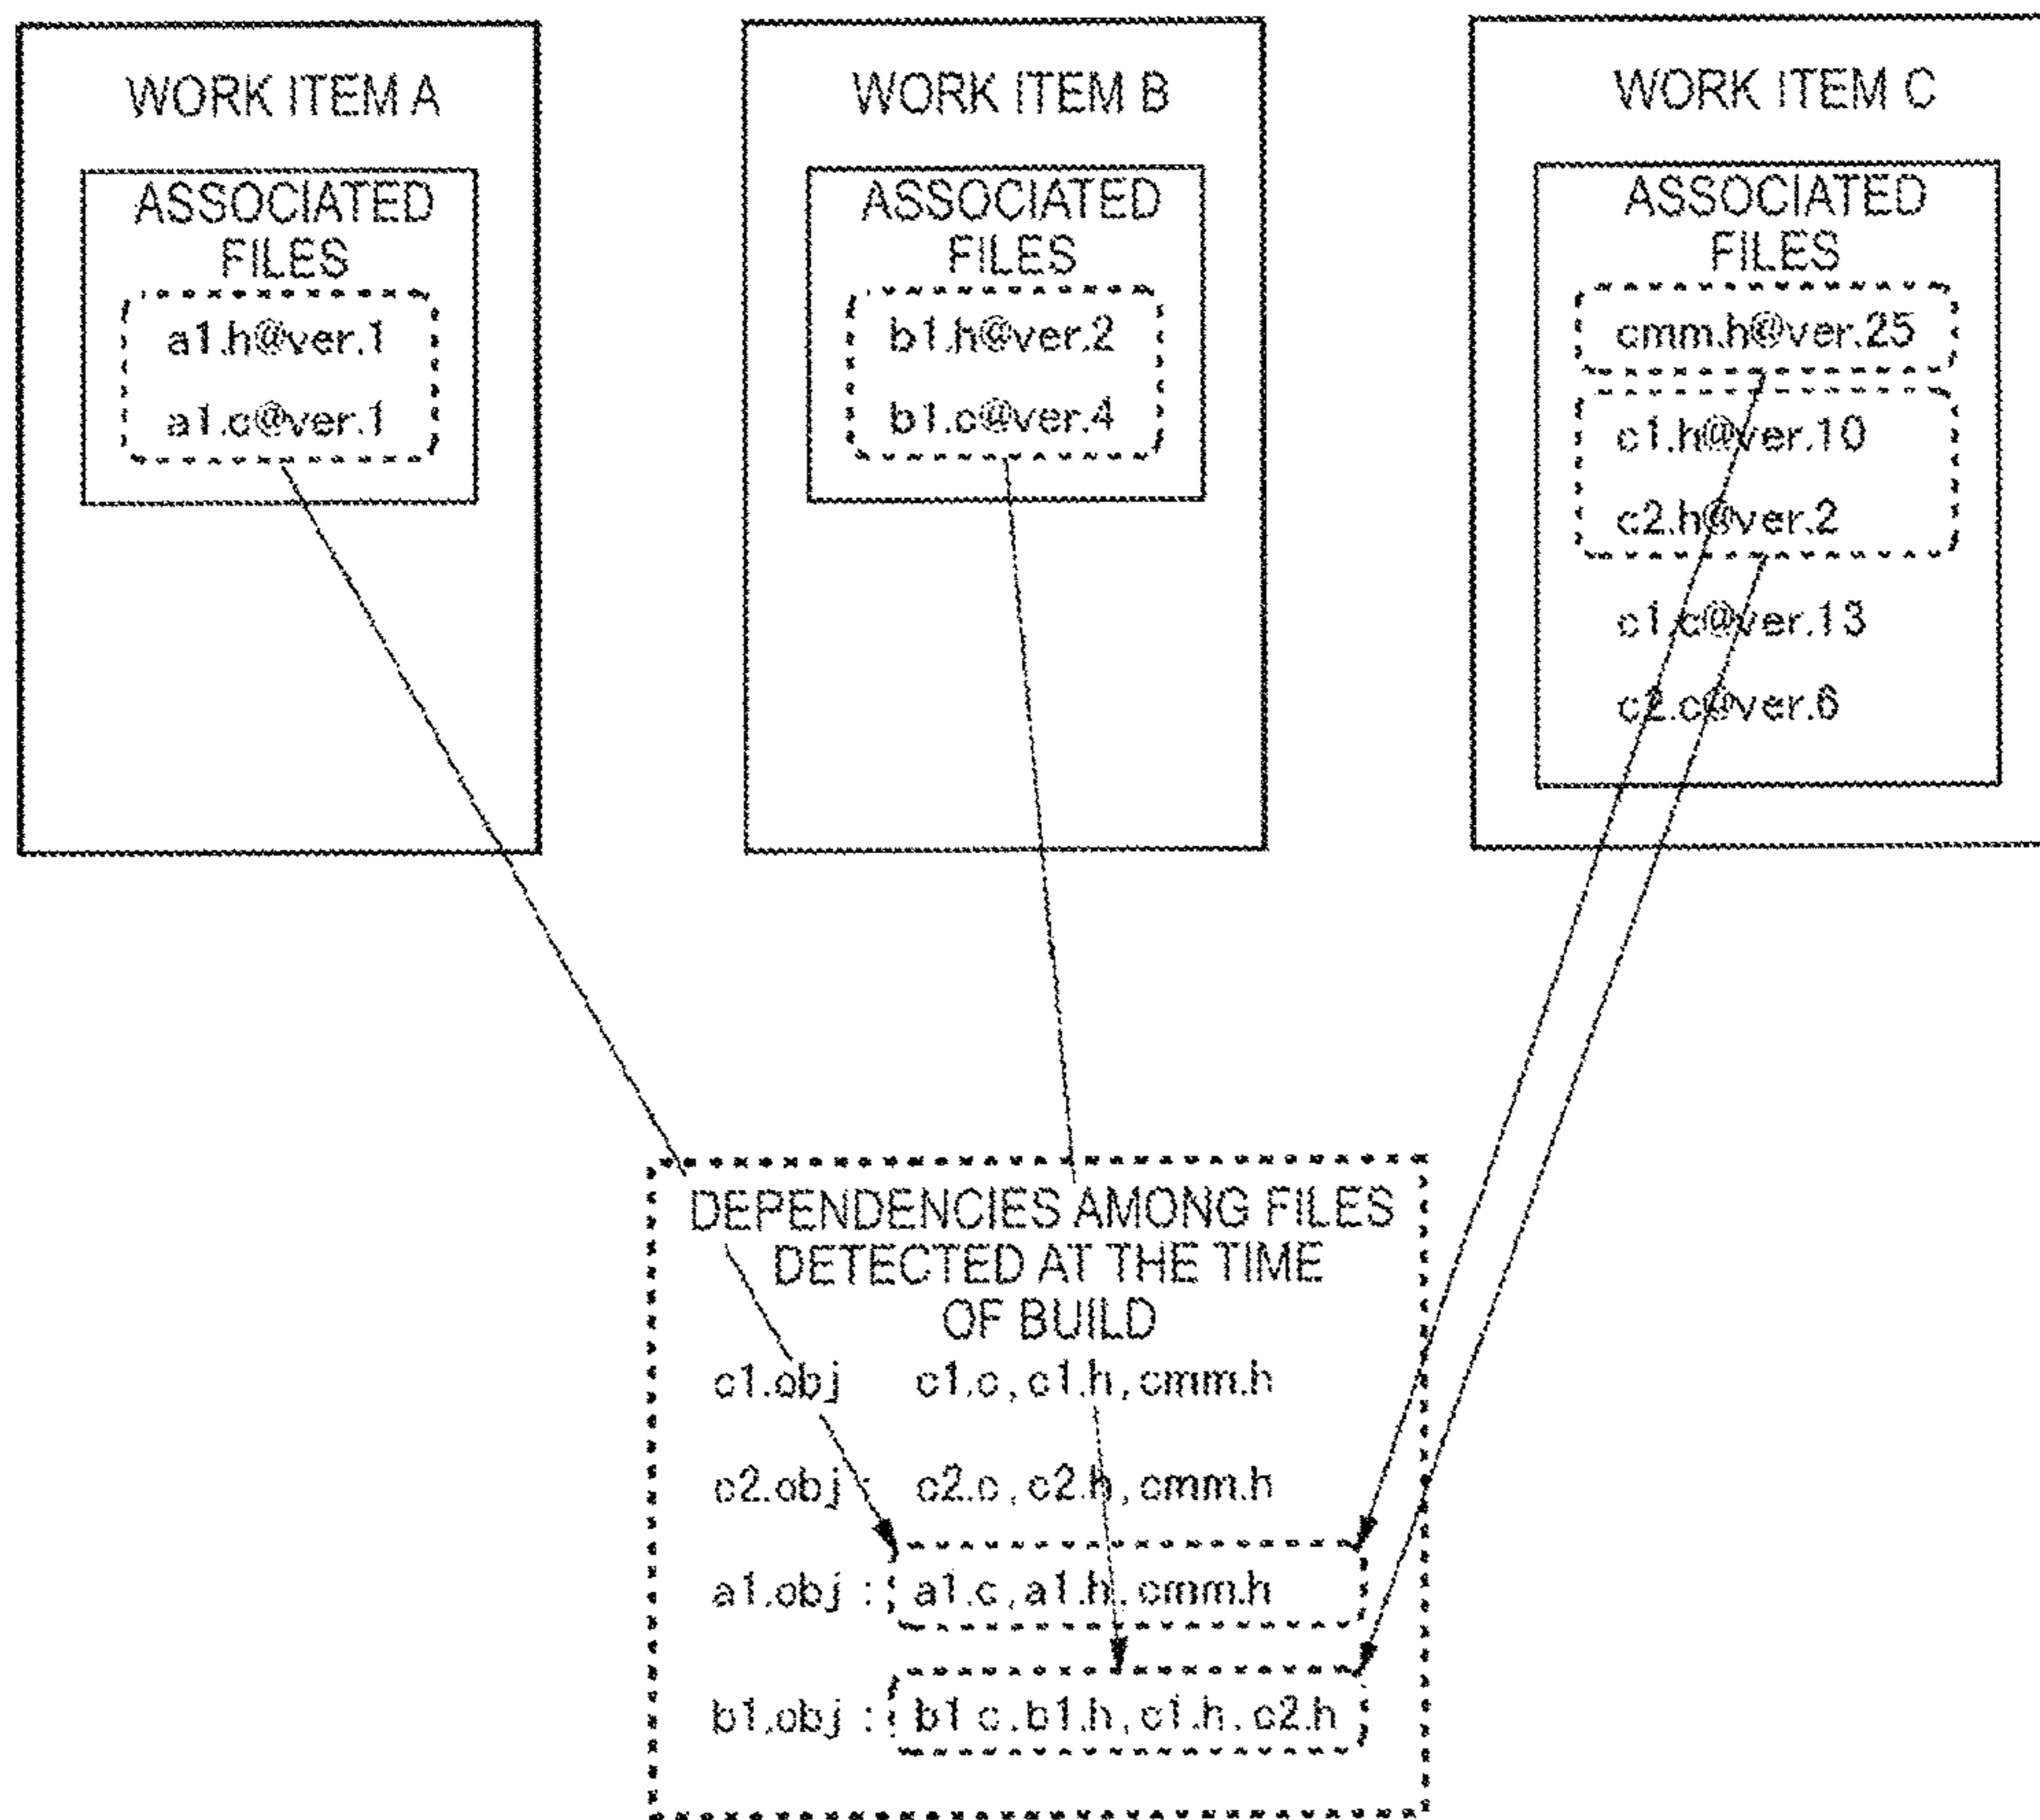 WORK ITEM A
ASSOCIATED
FILES
a1.h@ver.1
a1.c@ver.1
WORK ITEM B
ASSOCIATED
FILES
b1.h@ver.2
b1.c@ver.4
WORK ITEM C
ASSOCIATED
FILES
cmm.h@ver.25
c1.h@ver.10
c2.h@ver.2
c1.c@ver.13
c2.c@ver.6
DEPENDENCIES AMONG FILES
DETECTED AT THE TIME
OF BUILD
c1.obj c1.c,c1.h,cmm.h
c2.obj : c2.c,c2.h,cmm.h
a1.obj : a1.c,a1.h,cmm.h
b1.obj : b1.c,b1.h,c1.h,c2.h